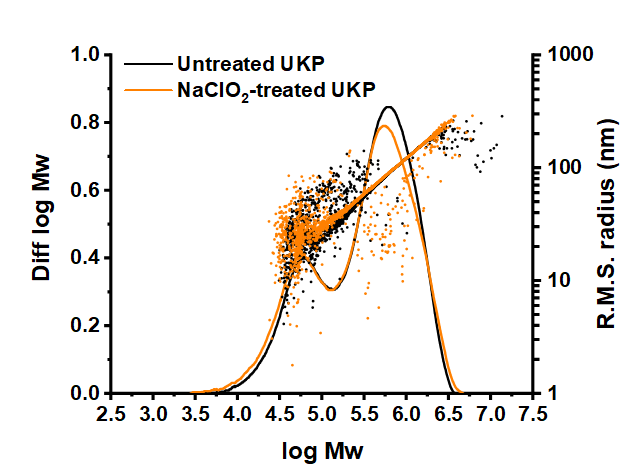 Untreated UKP
NaClO2-treated UKP
Diff log Mw
1.0
0.8
0.6
0.4
0.2
0.0
1000
100
10
1
R.M.S. radius (nm)
2.5 3.0 3.5 4.0 4.5 5.0 5.5 6.0 6.5 7.0 7.5
log Mw